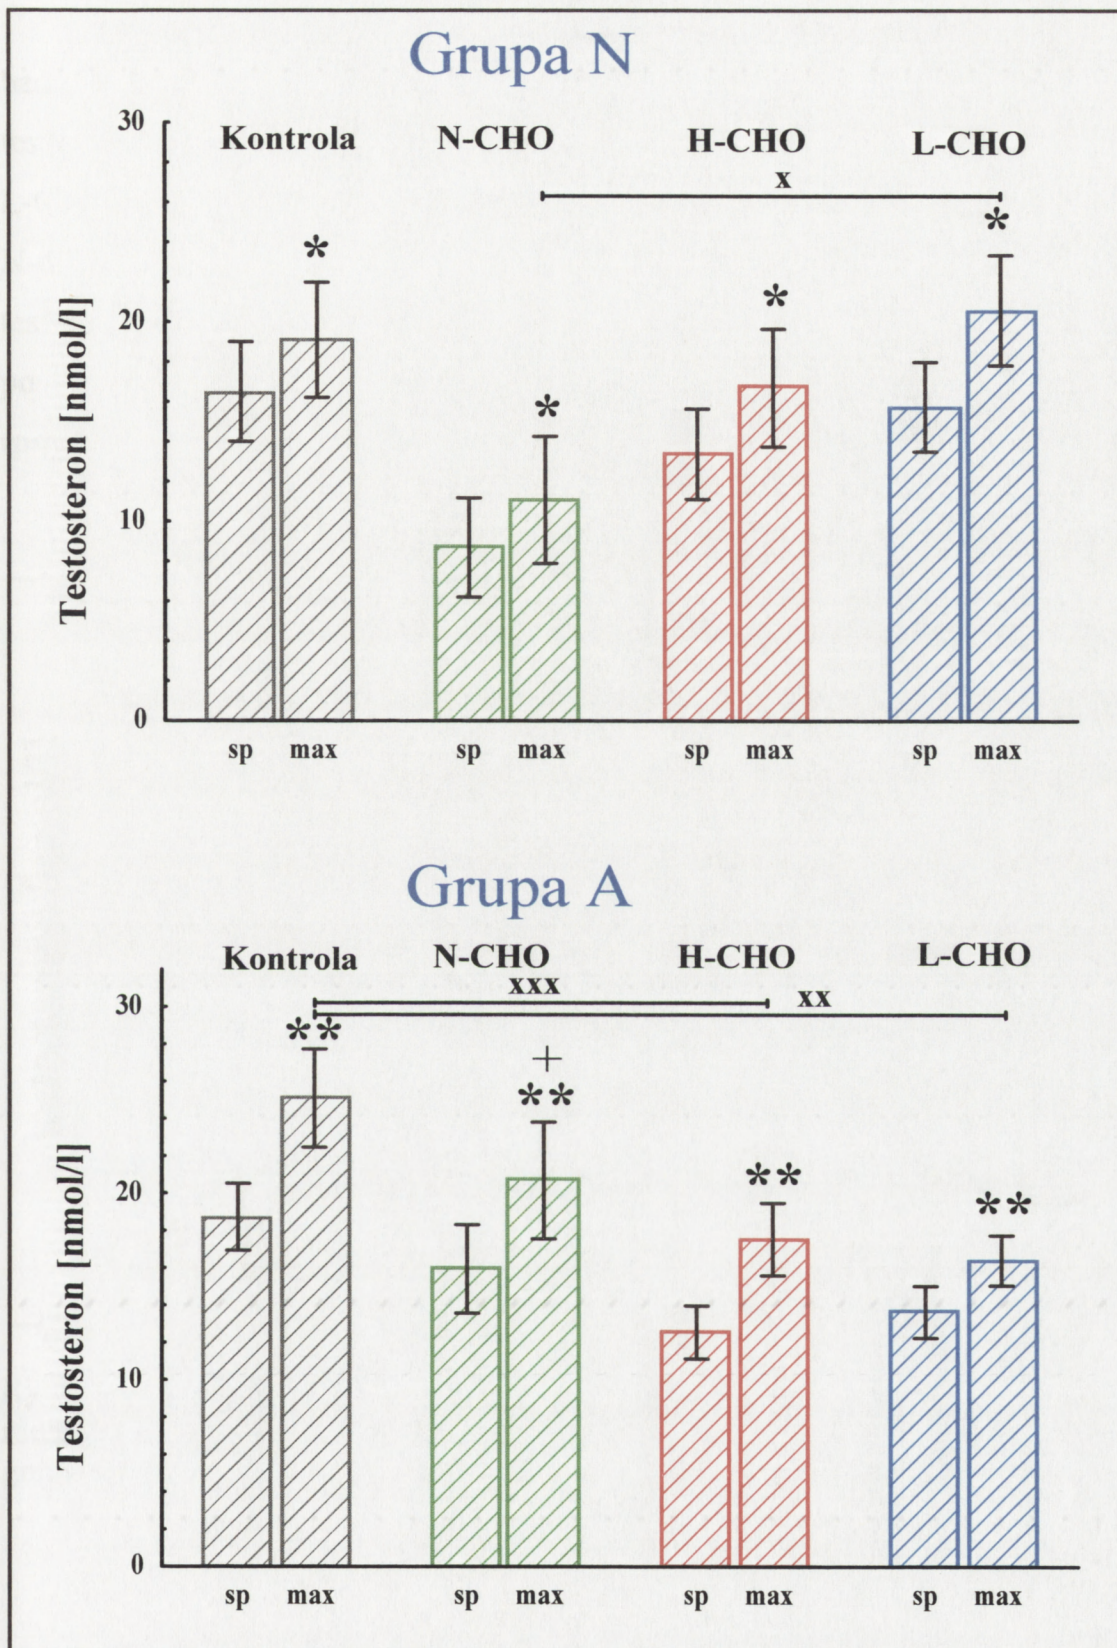 Grupa N
Kontrola N-CHO H-CHO L-CHO
x
30
20
10
0
Testosteron [nmol/l]
* * * *
sp max sp max sp max sp max
Grupa A
Kontrola N-CHO H-CHO L-CHO
xxx xx
30
20
10
0
Testosteron [nmol/l]
** + ** ** **
sp max sp max sp max sp max